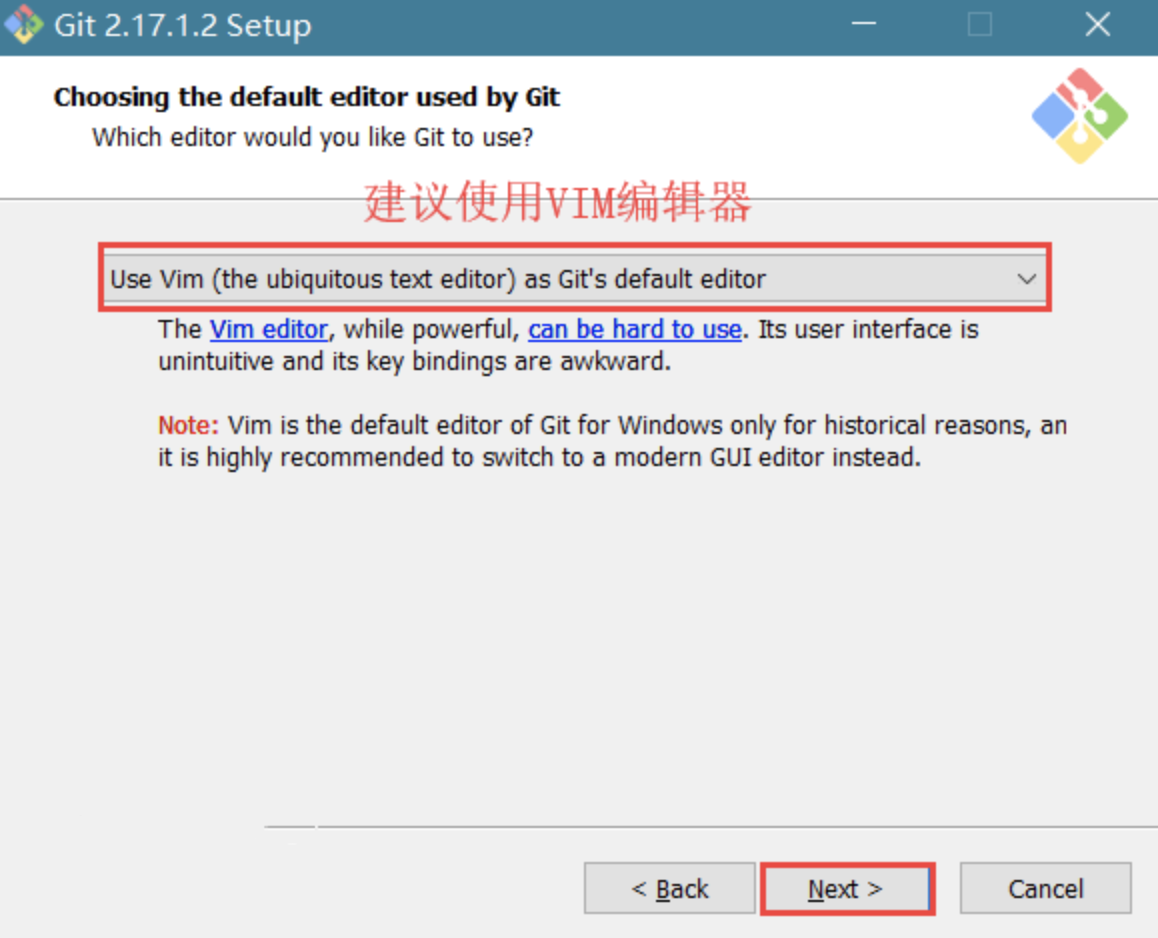 Git 2.17.1.2 Setup
Choosing the default editor used by Git
Which editor would you like Git to use?
建议使用VIM编辑器
Use Vim (the ubiquitous text editor) as Git's default editor
The Vim editor, while powerful, can be hard to use. Its user interface is
unintuitive and its key bindings are awkward.
Note: Vim is the default editor of Git for Windows only for historical reasons, an
it is highly recommended to switch to a modern GUI editor instead.
< Back
Next >
Cancel